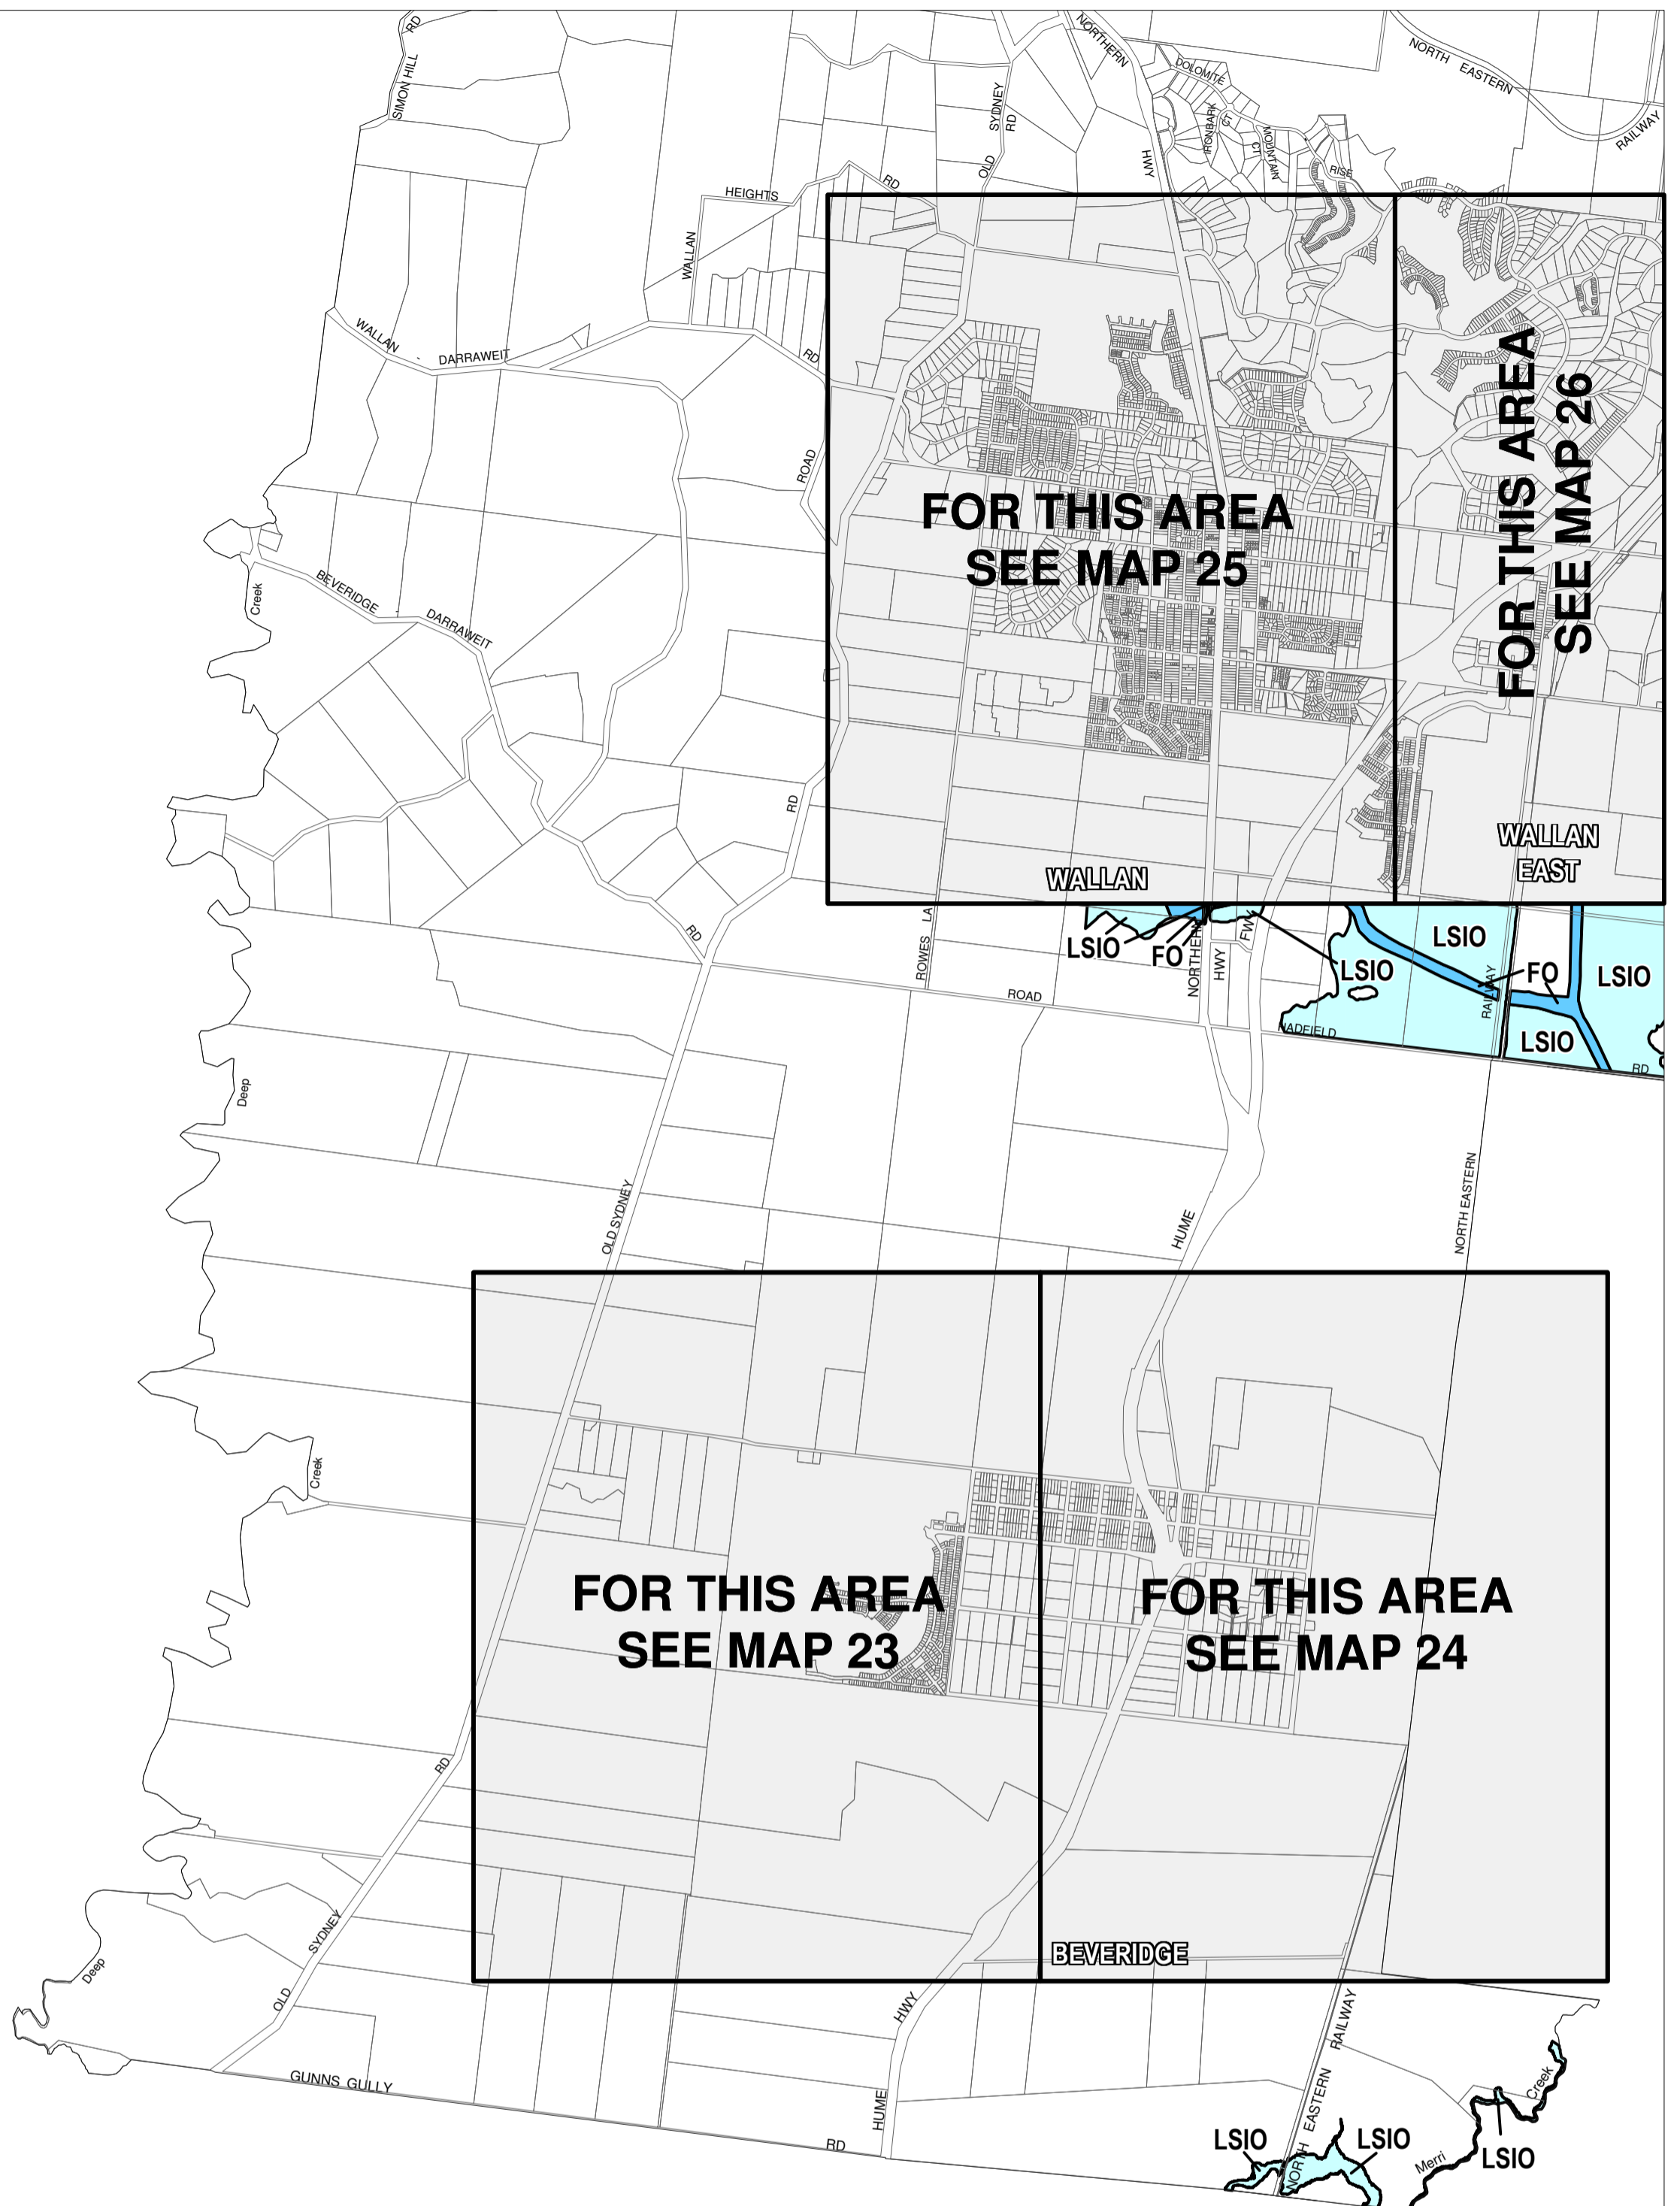 RD
SIMON HILL
NORTHERN
NORTH EASTERN
RAILWAY
DOLOMITE
SYDNEY
RD
OLD
HWY
IRONBARK
CT
MOUNTAIN
CT
RISE
HEIGHTS
RD
WALLAN
WALLAN
DARRAWEIT
RD
ROAD
FOR THIS AREA
SEE MAP 25
FOR THIS AREA
SEE MAP 26
Creek
BEVERIDGE
DARRAWEIT
RD
RD
WALLAN
WALLAN
EAST
ROWES LA
LSIO
FO
NORTHERN
HWY
FWY
LSIO
LSIO
FO
LSIO
RAILWAY
LSIO
ROAD
HADFIELD
RD
Deep
OLD SYDNEY
HUME
NORTH EASTERN
Creek
FOR THIS AREA
SEE MAP 23
FOR THIS AREA
SEE MAP 24
RD
SYDNEY
OLD
Deep
BEVERIDGE
HWY
RAILWAY
GUNNS GULLY
HUME
RD
NORTH EASTERN
Creek
LSIO
LSIO
LSIO
Merri